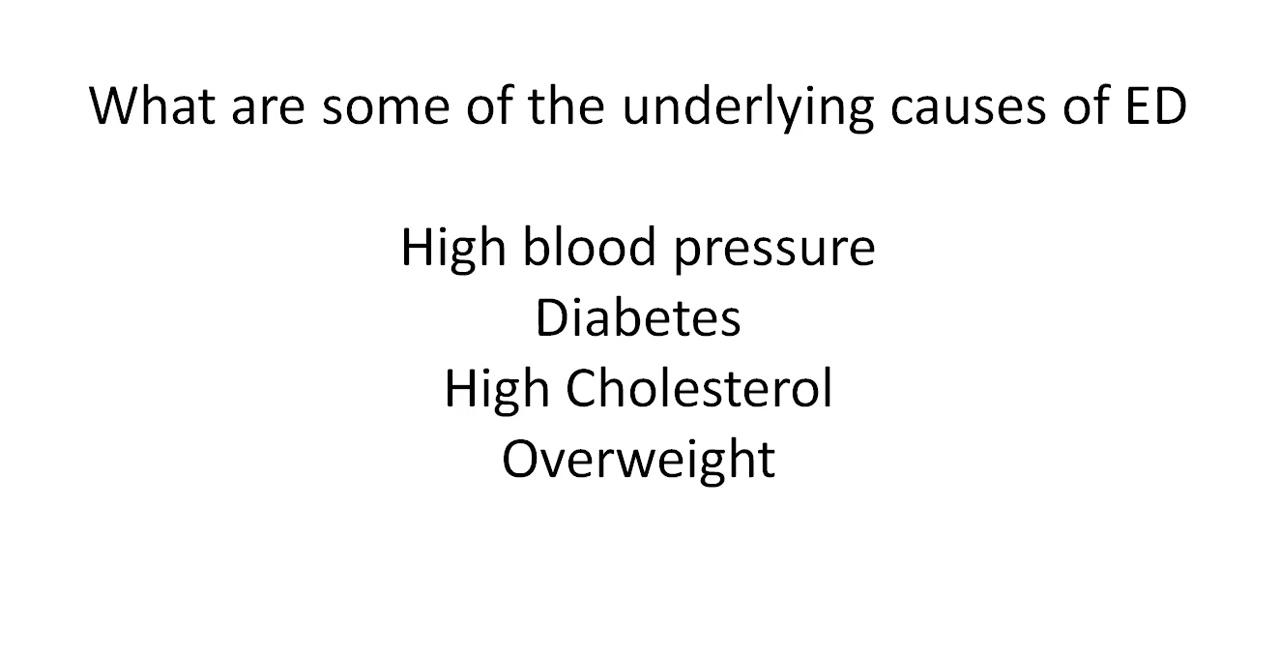 What are some of the underlying causes of ED
High blood pressure
Diabetes
High Cholesterol
Overweight